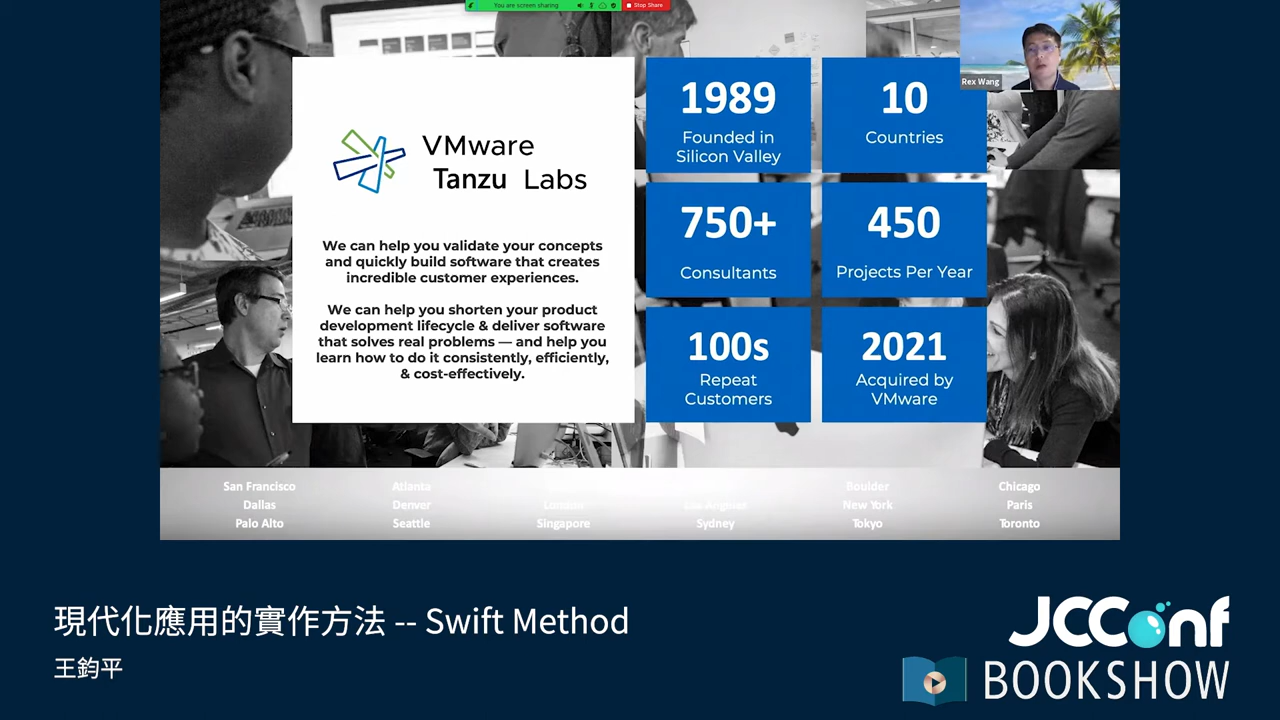 You are screen sharing
Stop Share
Rex Wang
VMware
Tanzu Labs
We can help you validate your concepts
and quickly build software that creates
incredible customer experiences.
We can help you shorten your product
development lifecycle & deliver software
that solves real problems — and help you
learn how to do it consistently, efficiently,
& cost-effectively.
1989
Founded in
Silicon Valley
10
Countries
750+
Consultants
450
Projects Per Year
100s
Repeat
Customers
2021
Acquired by
VMware
San Francisco
Atlanta
Boulder
Chicago
Dallas
Denver
London
Los Angeles
New York
Paris
Palo Alto
Seattle
Singapore
Sydney
Tokyo
Toronto
現代化應用的實作方法 -- Swift Method
王鈞平
JCConf
BOOKSHOW